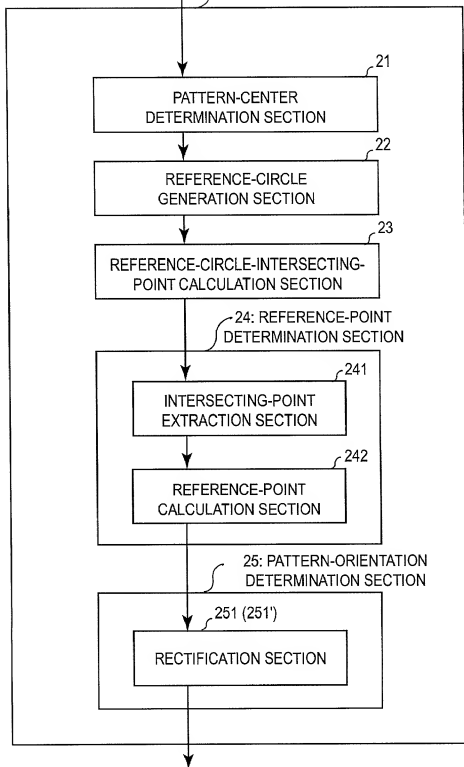 21
PATTERN-CENTER
DETERMINATION SECTION
22
REFERENCE-CIRCLE
GENERATION SECTION
23
REFERENCE-CIRCLE-INTERSECTING-
POINT CALCULATION SECTION
24: REFERENCE-POINT
DETERMINATION SECTION
241
INTERSECTING-POINT
EXTRACTION SECTION
242
REFERENCE-POINT
CALCULATION SECTION
25: PATTERN-ORIENTATION
DETERMINATION SECTION
251 (251')
RECTIFICATION SECTION